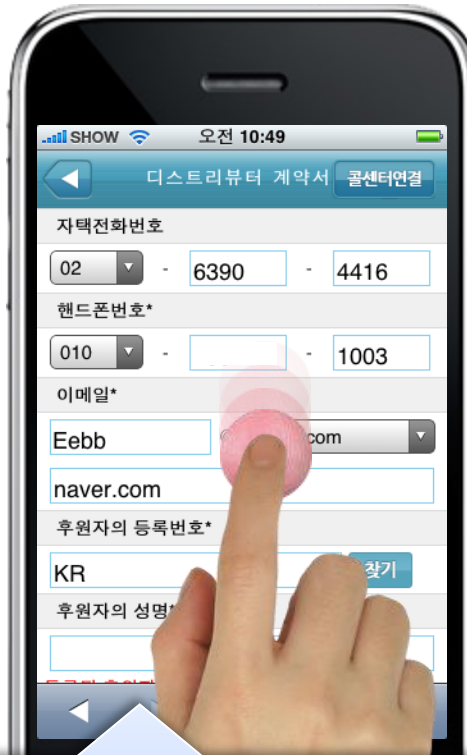 SHOW 오전 10:49
디스트리뷰터 계약서 콜센터연결
자택전화번호
02 - 6390 - 4416
핸드폰번호*
010 - - 1003
이메일*
Eebb com
naver.com
후원자의 등록번호*
KR 찾기
후원자의 성명*